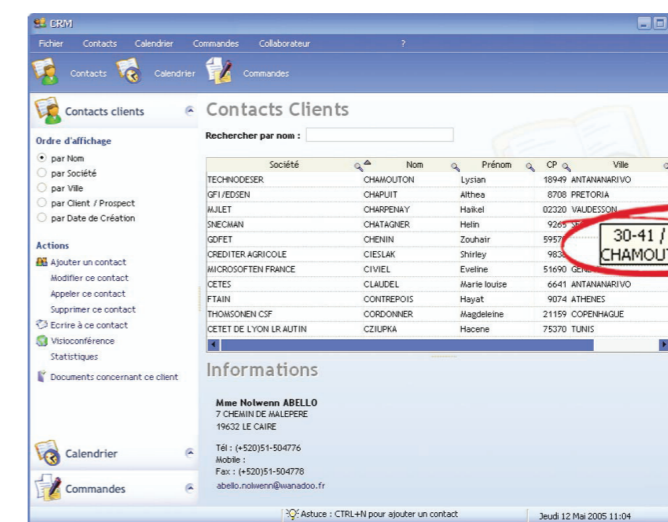 CRM
Fichier Contacts Calendrier Commandes Collaborateur ?
Contacts Calendrier Commandes
Contacts clients
Ordre d'affichage
par Nom
par Société
par Ville
par Client / Prospect
par Date de Création
Actions
Ajouter un contact
Modifier ce contact
Appeler ce contact
Supprimer ce contact
Ecrire à ce contact
Visioconférence
Statistiques
Documents concernant ce client
Calendrier
Commandes
Contacts Clients
Rechercher par nom :
Société Nom Prénom CP Ville
TECHNODESER CHAMOUTON Lysian 18949 ANTANANARIVO
GFI /EDSEN CHAPUIT Althea 8708 PRETORIA
MJLET CHARPENAY Haikel 02320 VAUDESSON
SNECMAN CHATAGNER Helin 9265
GDFET CHENIN Zouhair 5957
CREDITER AGRICOLE CIESLAK Shirley 983
MICROSOFTEN FRANCE CIVIEL Eveline 51690
CETES CLAUDEL Marie louise 6641 ANTANANARIVO
FTAIN CONTREPOIS Hayat 9074 ATHENES
THOMSONEN CSF CORDONNER Magdeleine 21159 COPENHAGUE
CETET DE LYON LR AUTIN CZIUPKA Hacene 75370 TUNIS
30-41 /
CHAMOUT
Informations
Mme Nolwenn ABELLO
7 CHEMIN DE MALEPERE
19632 LE CAIRE
Tél : (+520)51-504776
Mobile :
Fax : (+520)51-504778
abello.nolwenn@wanadoo.fr
Astuce : CTRL+N pour ajouter un contact
Jeudi 12 Mai 2005 11:04